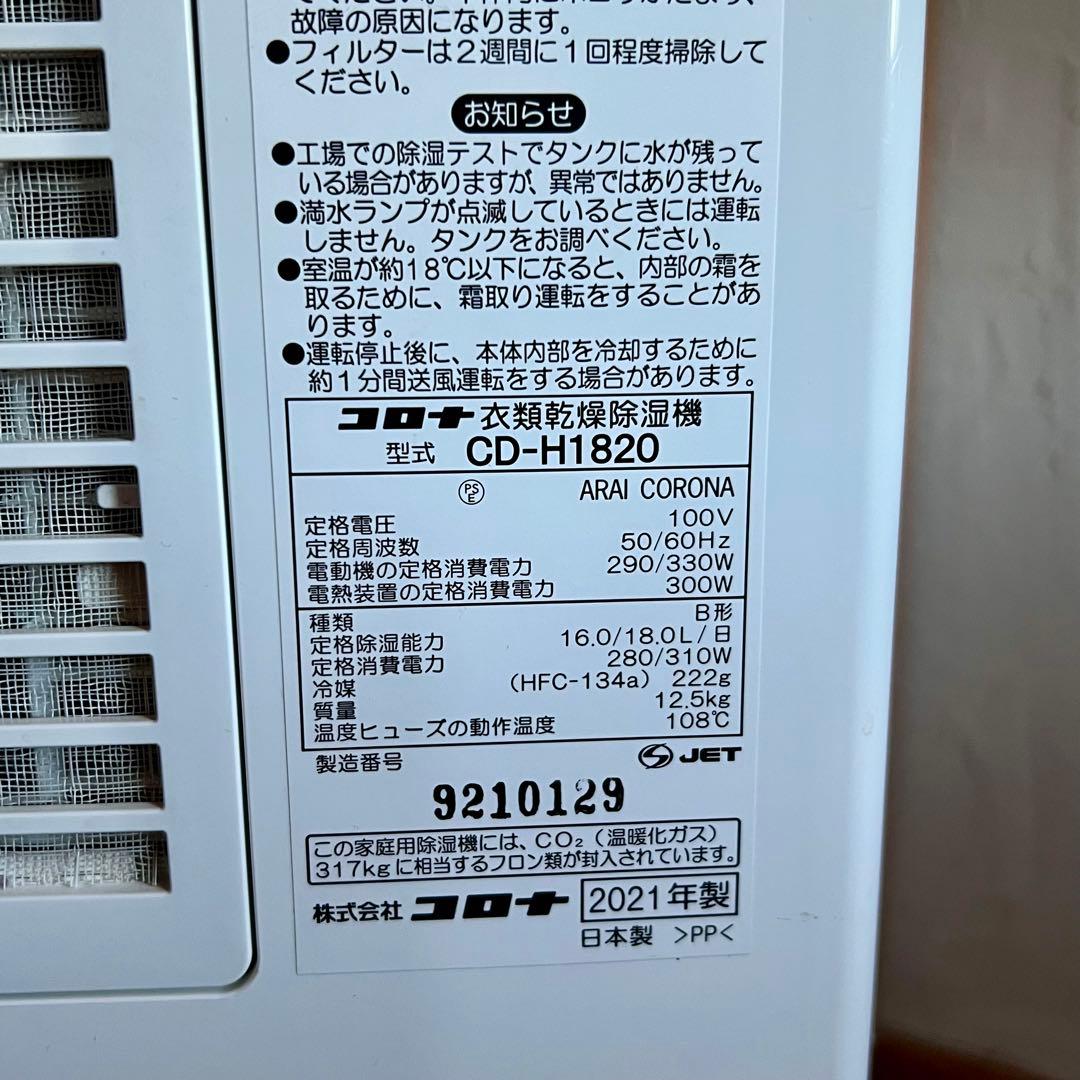 故障の原因になります。
●フィルターは2週間に1回程度掃除して
ください。
お知らせ
●工場での除湿テストでタンクに水が残って
いる場合がありますが、異常ではありません。
●満水ランプが点滅しているときには運転
しません。タンクをお調べください。
●室温が約18℃以下になると、内部の霜を
取るために、霜取り運転をすることがあ
ります。
●運転停止後に、本体内部を冷却するために
約1分間送風運転をする場合があります。
コロナ 衣類乾燥除湿機
型式 CD-H1820
PSE ARAI CORONA
定格電圧 100V
定格周波数 50/60Hz
電動機の定格消費電力 290/330W
電熱装置の定格消費電力 300W
種類 B形
定格除湿能力 16.0/18.0L/日
定格消費電力 280/310W
冷媒 (HFC-134a) 222g
質量 12.5kg
温度ヒューズの動作温度 108℃
製造番号 JET
9210129
この家庭用除湿機には、CO₂(温暖化ガス)
317kgに相当するフロン類が封入されています。
株式会社 コロナ 2021年製
日本製 >PP<